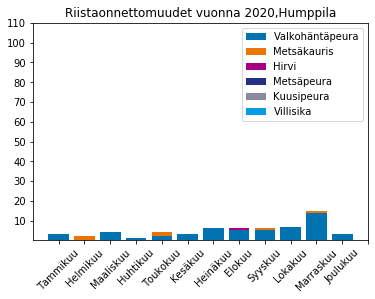 Riistaonnettomuudet vuonna 2020,Humppila
110
100
90
80
70
60
50
40
30
20
10
Valkohäntäpeura
Metsäkauris
Hirvi
Metsäpeura
Kuusipeura
Villisika
Tammikuu
Helmikuu
Maaliskuu
Huhtikuu
Toukokuu
Kesäkuu
Heinäkuu
Elokuu
Syyskuu
Lokakuu
Marraskuu
Joulukuu